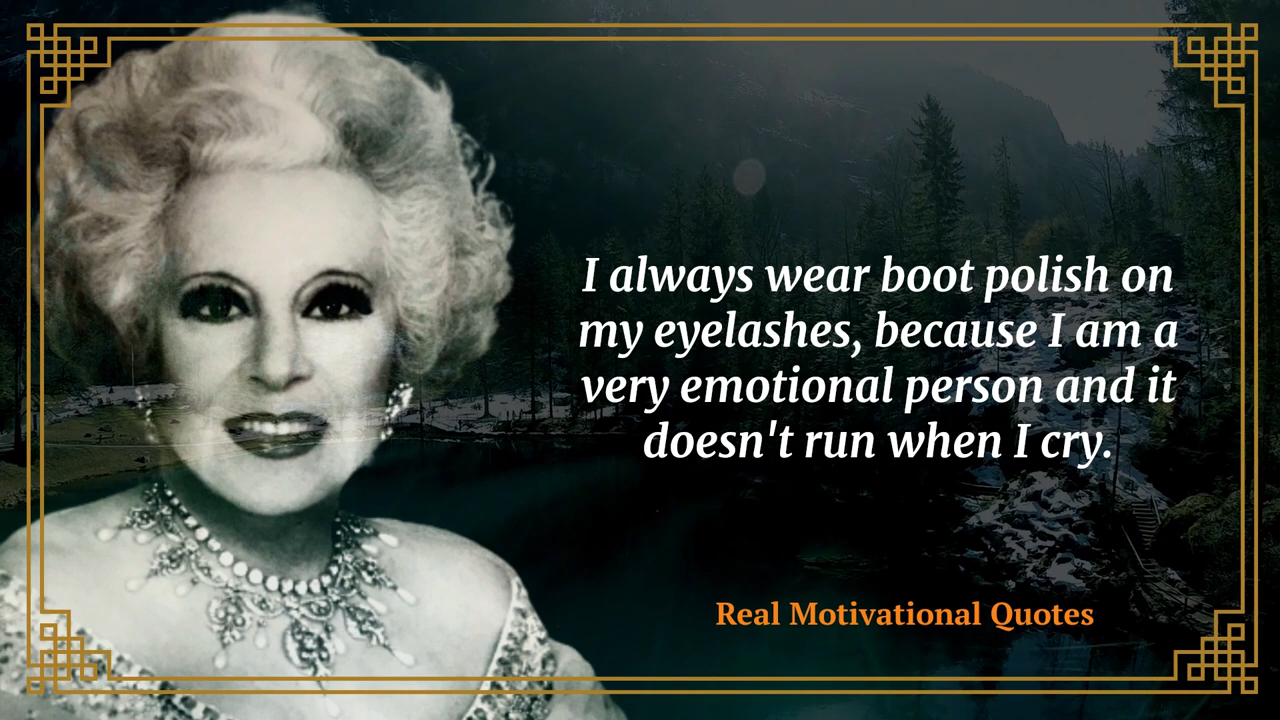 I always wear boot polish on
my eyelashes, because I am a
very emotional person and it
doesn't run when I cry.
Real Motivational Quotes